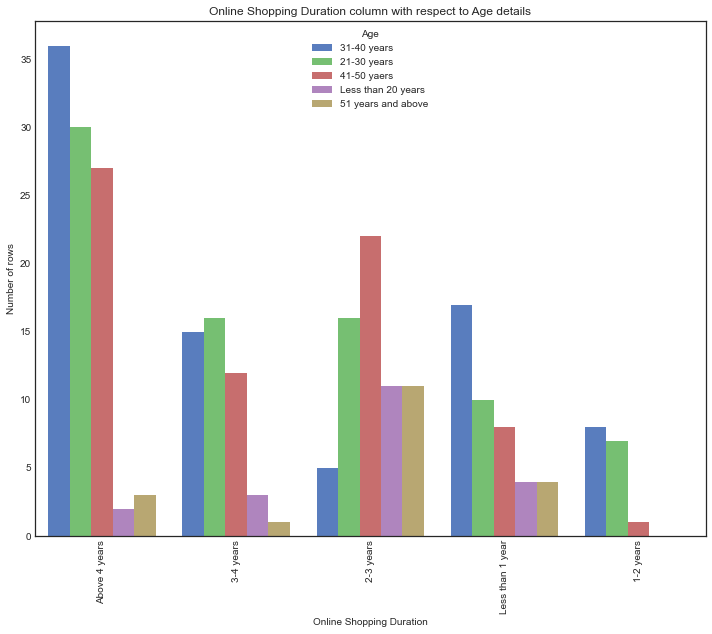 Online Shopping Duration column with respect to Age details
Age
31-40 years
21-30 years
41-50 yaers
Less than 20 years
51 years and above
Number of rows
35
30
25
20
15
10
5
0
Above 4 years
3-4 years
2-3 years
Less than 1 year
1-2 years
Online Shopping Duration